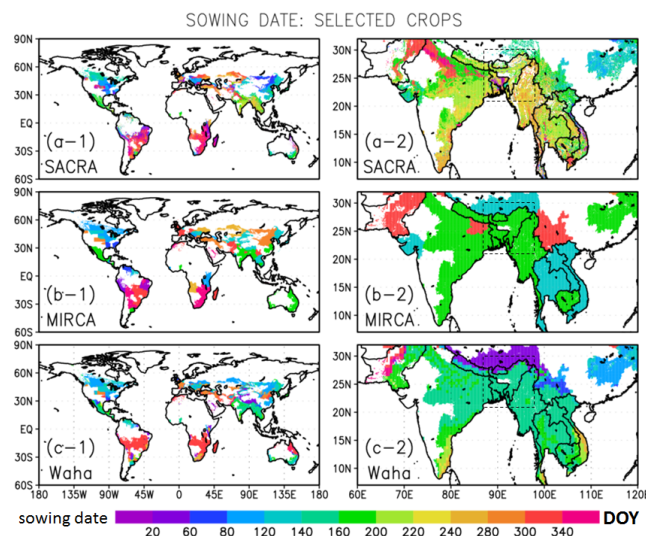 SOWING DATE: SELECTED CROPS
90N
60N
30N
EQ
30S
60S
(a-1)
SACRA
30N
25N
20N
15N
10N
(a-2)
SACRA
90N
60N
30N
EQ
30S
60S
(b-1)
MIRCA
30N
25N
20N
15N
10N
(b-2)
MIRCA
90N
60N
30N
EQ
30S
60S
(c-1)
Waha
180 135W 90W 45W 0 45E 90E 135E 180
30N
25N
20N
15N
10N
(c-2)
Waha
60E 70E 80E 90E 100E 110E 120E
sowing date DOY
20 60 80 120 140 160 200 220 240 280 300 340